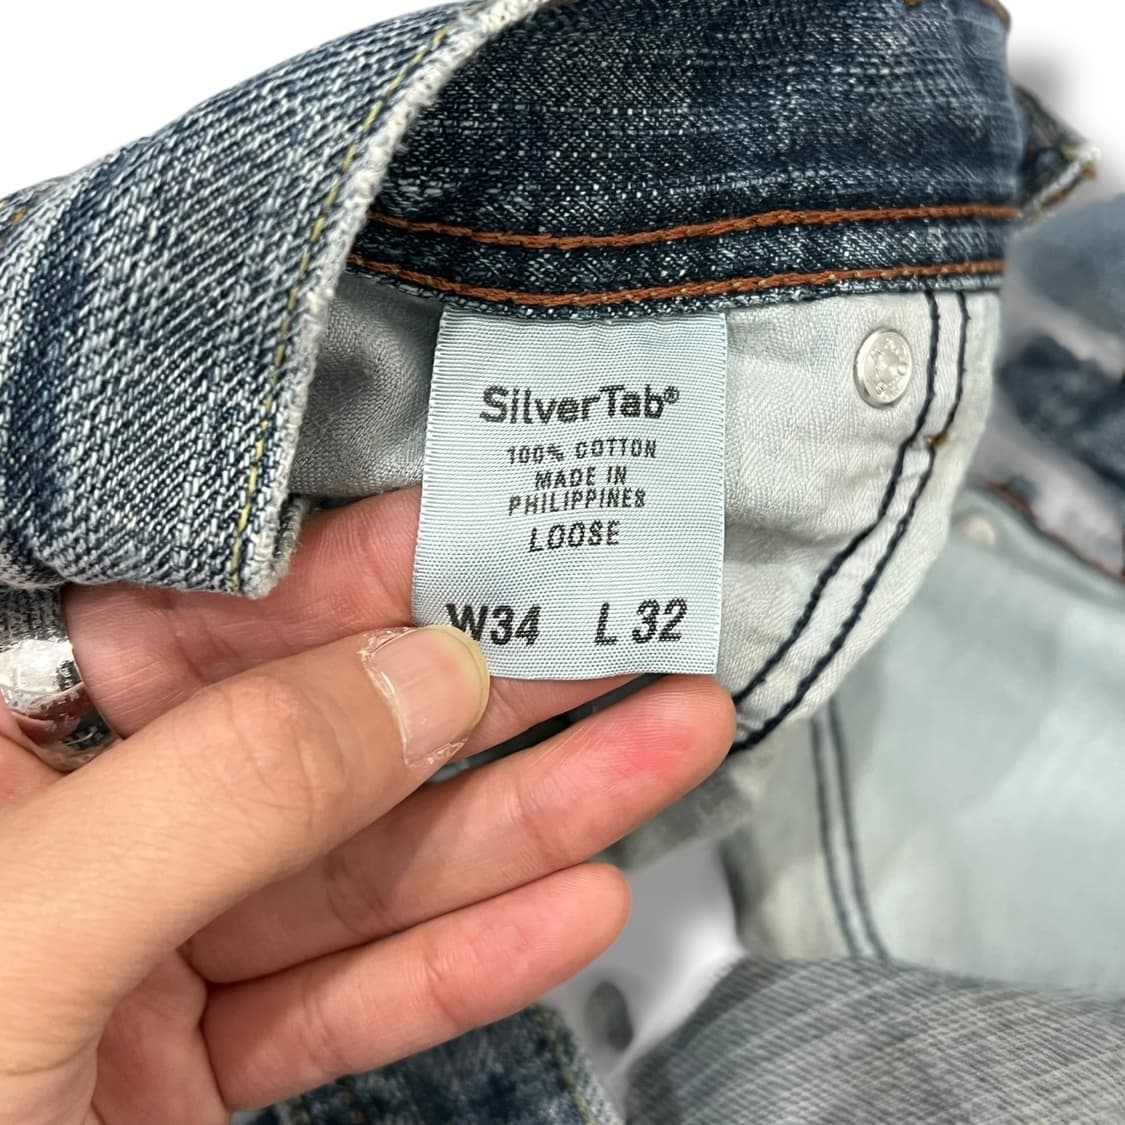 SilverTab®
100% COTTON
MADE IN
PHILIPPINES
LOOSE
W34 L 32